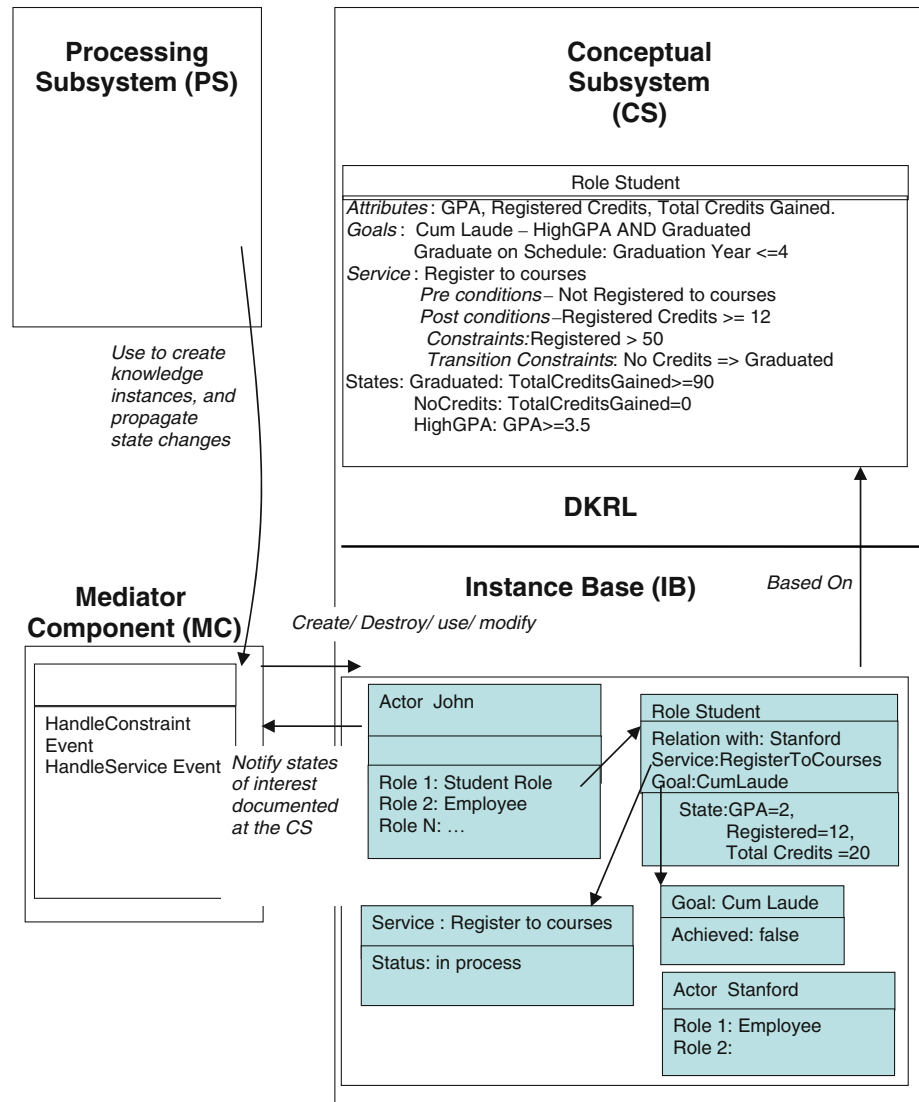 Processing
Subsystem (PS)
Conceptual
Subsystem
(CS)
Role Student
Attributes : GPA, Registered Credits, Total Credits Gained.
Goals : Cum Laude – HighGPA AND Graduated
Graduate on Schedule: Graduation Year <=4
Service : Register to courses
Pre conditions – Not Registered to courses
Post conditions –Registered Credits >= 12
Constraints:Registered > 50
Transition Constraints: No Credits => Graduated
States: Graduated: TotalCreditsGained>=90
NoCredits: TotalCreditsGained=0
HighGPA: GPA>=3.5
Use to create
knowledge
instances, and
propagate
state changes
DKRL
Instance Base (IB)
Based On
Mediator
Component (MC)
Create/ Destroy/ use/ modify
HandleConstraint
Event
HandleService Event
Notify states
of interest
documented
at the CS
Actor John
Role 1: Student Role
Role 2: Employee
Role N: …
Role Student
Relation with: Stanford
Service:RegisterToCourses
Goal:CumLaude
State:GPA=2,
Registered=12,
Total Credits =20
Service : Register to courses
Status: in process
Goal: Cum Laude
Achieved: false
Actor Stanford
Role 1: Employee
Role 2: